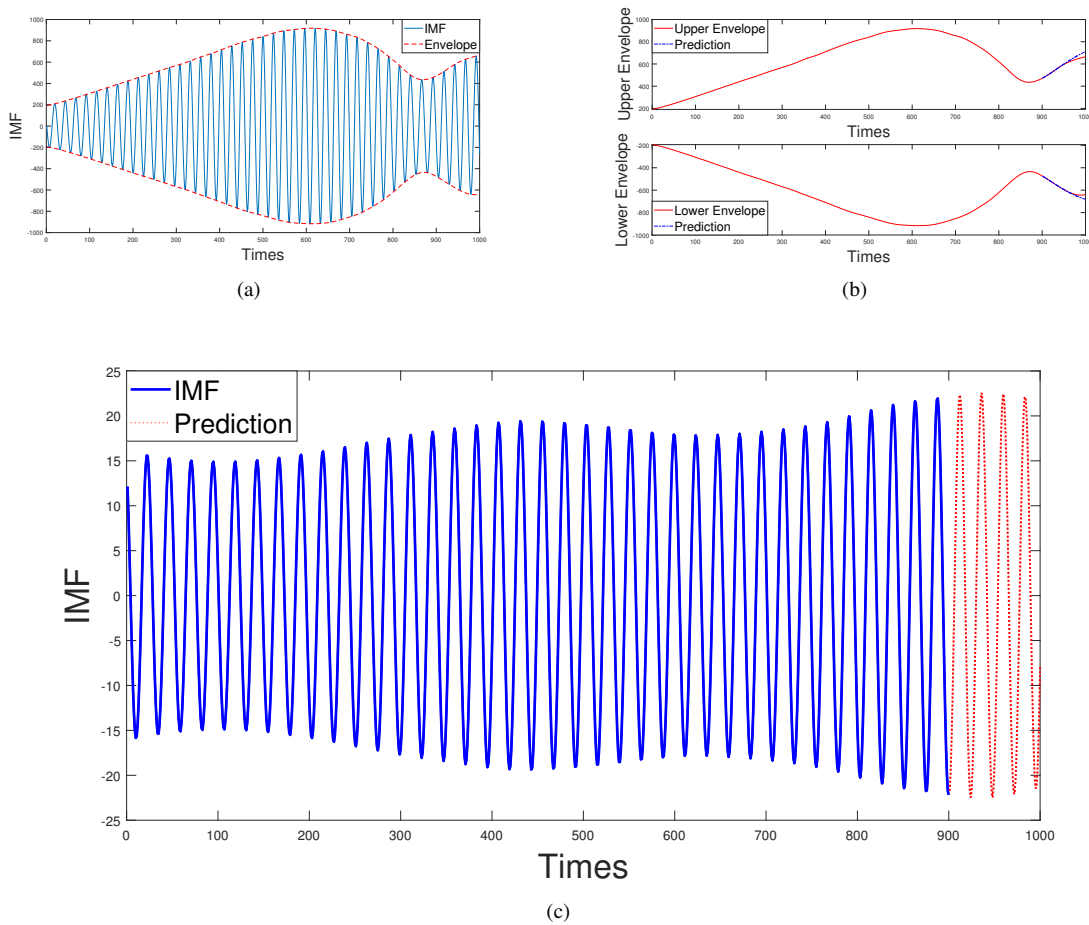 1000
800
600
400
200
0
-200
-400
-600
-800
-1000
IMF
IMF
Envelope
0 100 200 300 400 500 600 700 800 900 1000
Times
(a)
1000
800
600
400
200
Upper Envelope
Upper Envelope
Prediction
0 100 200 300 400 500 600 700 800 900 100
Times
-200
-400
-600
-800
-1000
Lower Envelope
Lower Envelope
Prediction
0 100 200 300 400 500 600 700 800 900 100
Times
(b)
25
20
15
10
5
0
-5
-10
-15
-20
-25
IMF
IMF
Prediction
0 100 200 300 400 500 600 700 800 900 1000
Times
(c)